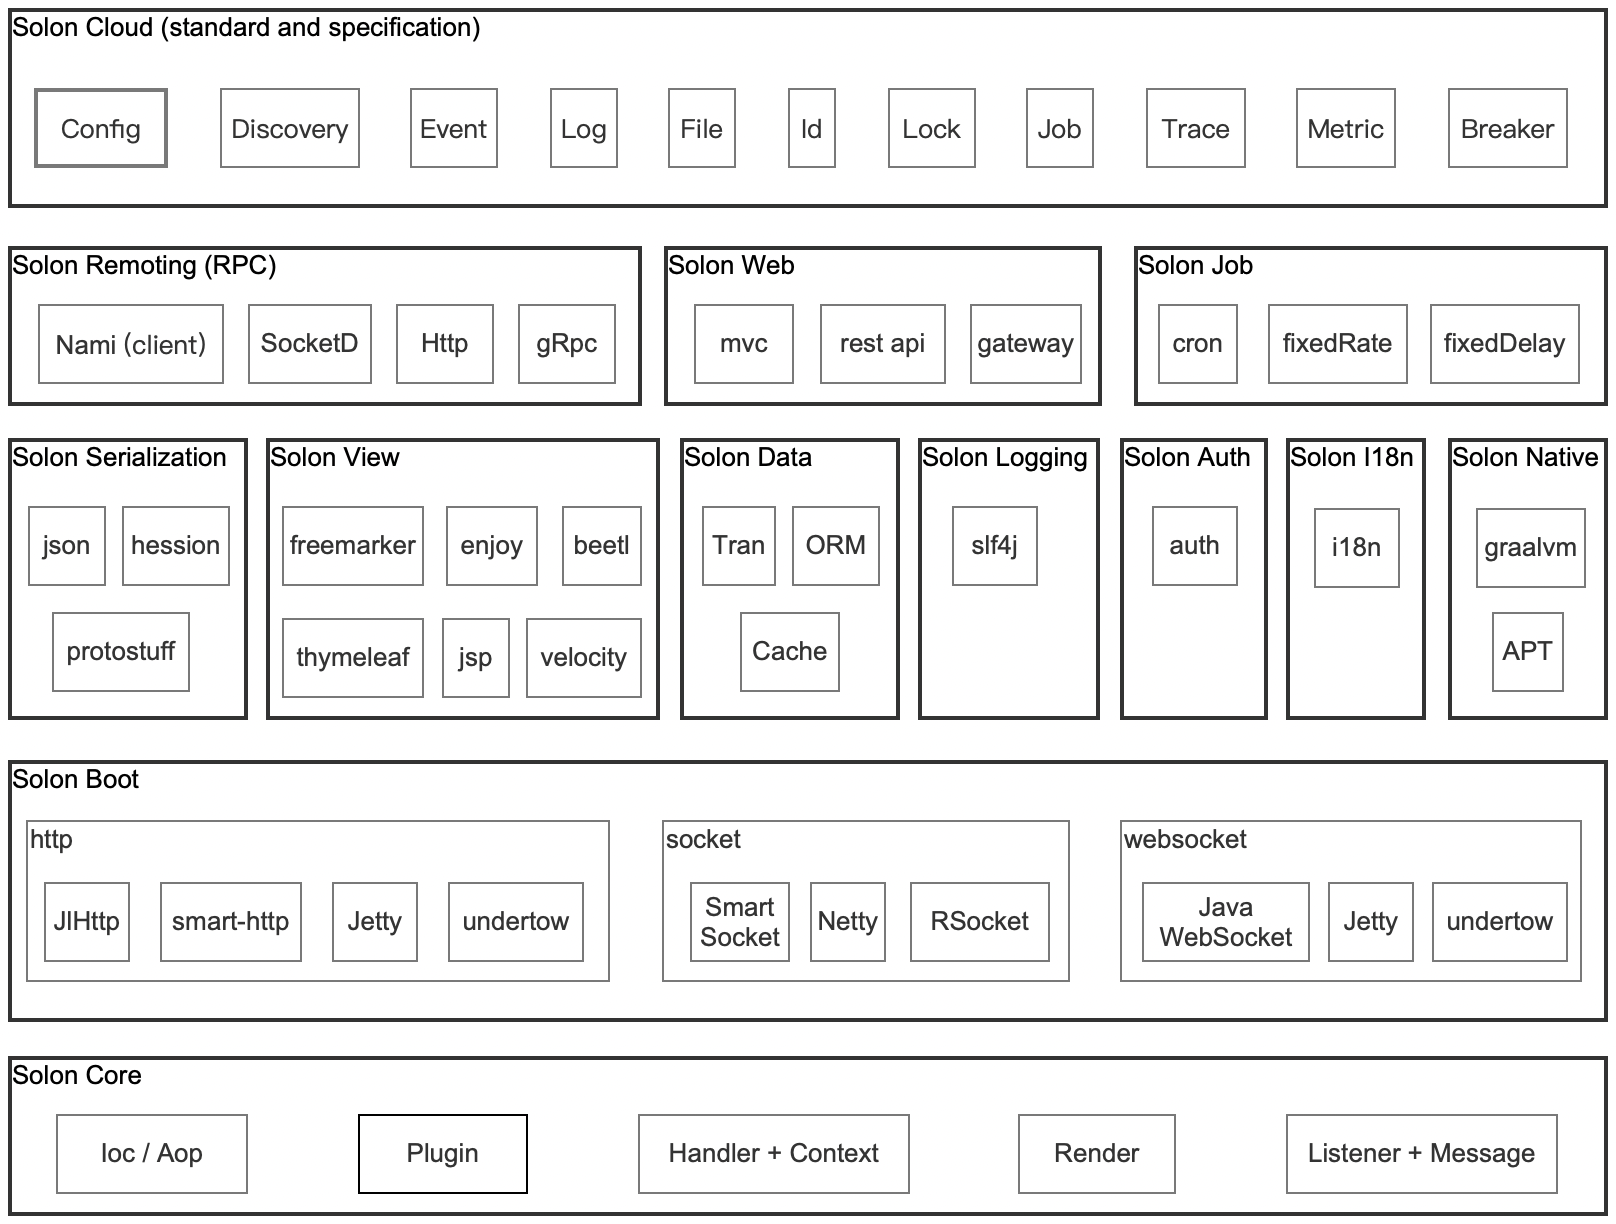 Solon Cloud (standard and specification)
Config
Discovery
Event
Log
File
Id
Lock
Job
Trace
Metric
Breaker
Solon Remoting (RPC)
Nami (client)
SocketD
Http
gRpc
Solon Web
mvc
rest api
gateway
Solon Job
cron
fixedRate
fixedDelay
Solon Serialization
json
hession
protostuff
Solon View
freemarker
enjoy
beetl
thymeleaf
jsp
velocity
Solon Data
Tran
ORM
Cache
Solon Logging
slf4j
Solon Auth
auth
Solon I18n
i18n
Solon Native
graalvm
APT
Solon Boot
http
JlHttp
smart-http
Jetty
undertow
socket
Smart
Socket
Netty
RSocket
websocket
Java
WebSocket
Jetty
undertow
Solon Core
Ioc / Aop
Plugin
Handler + Context
Render
Listener + Message